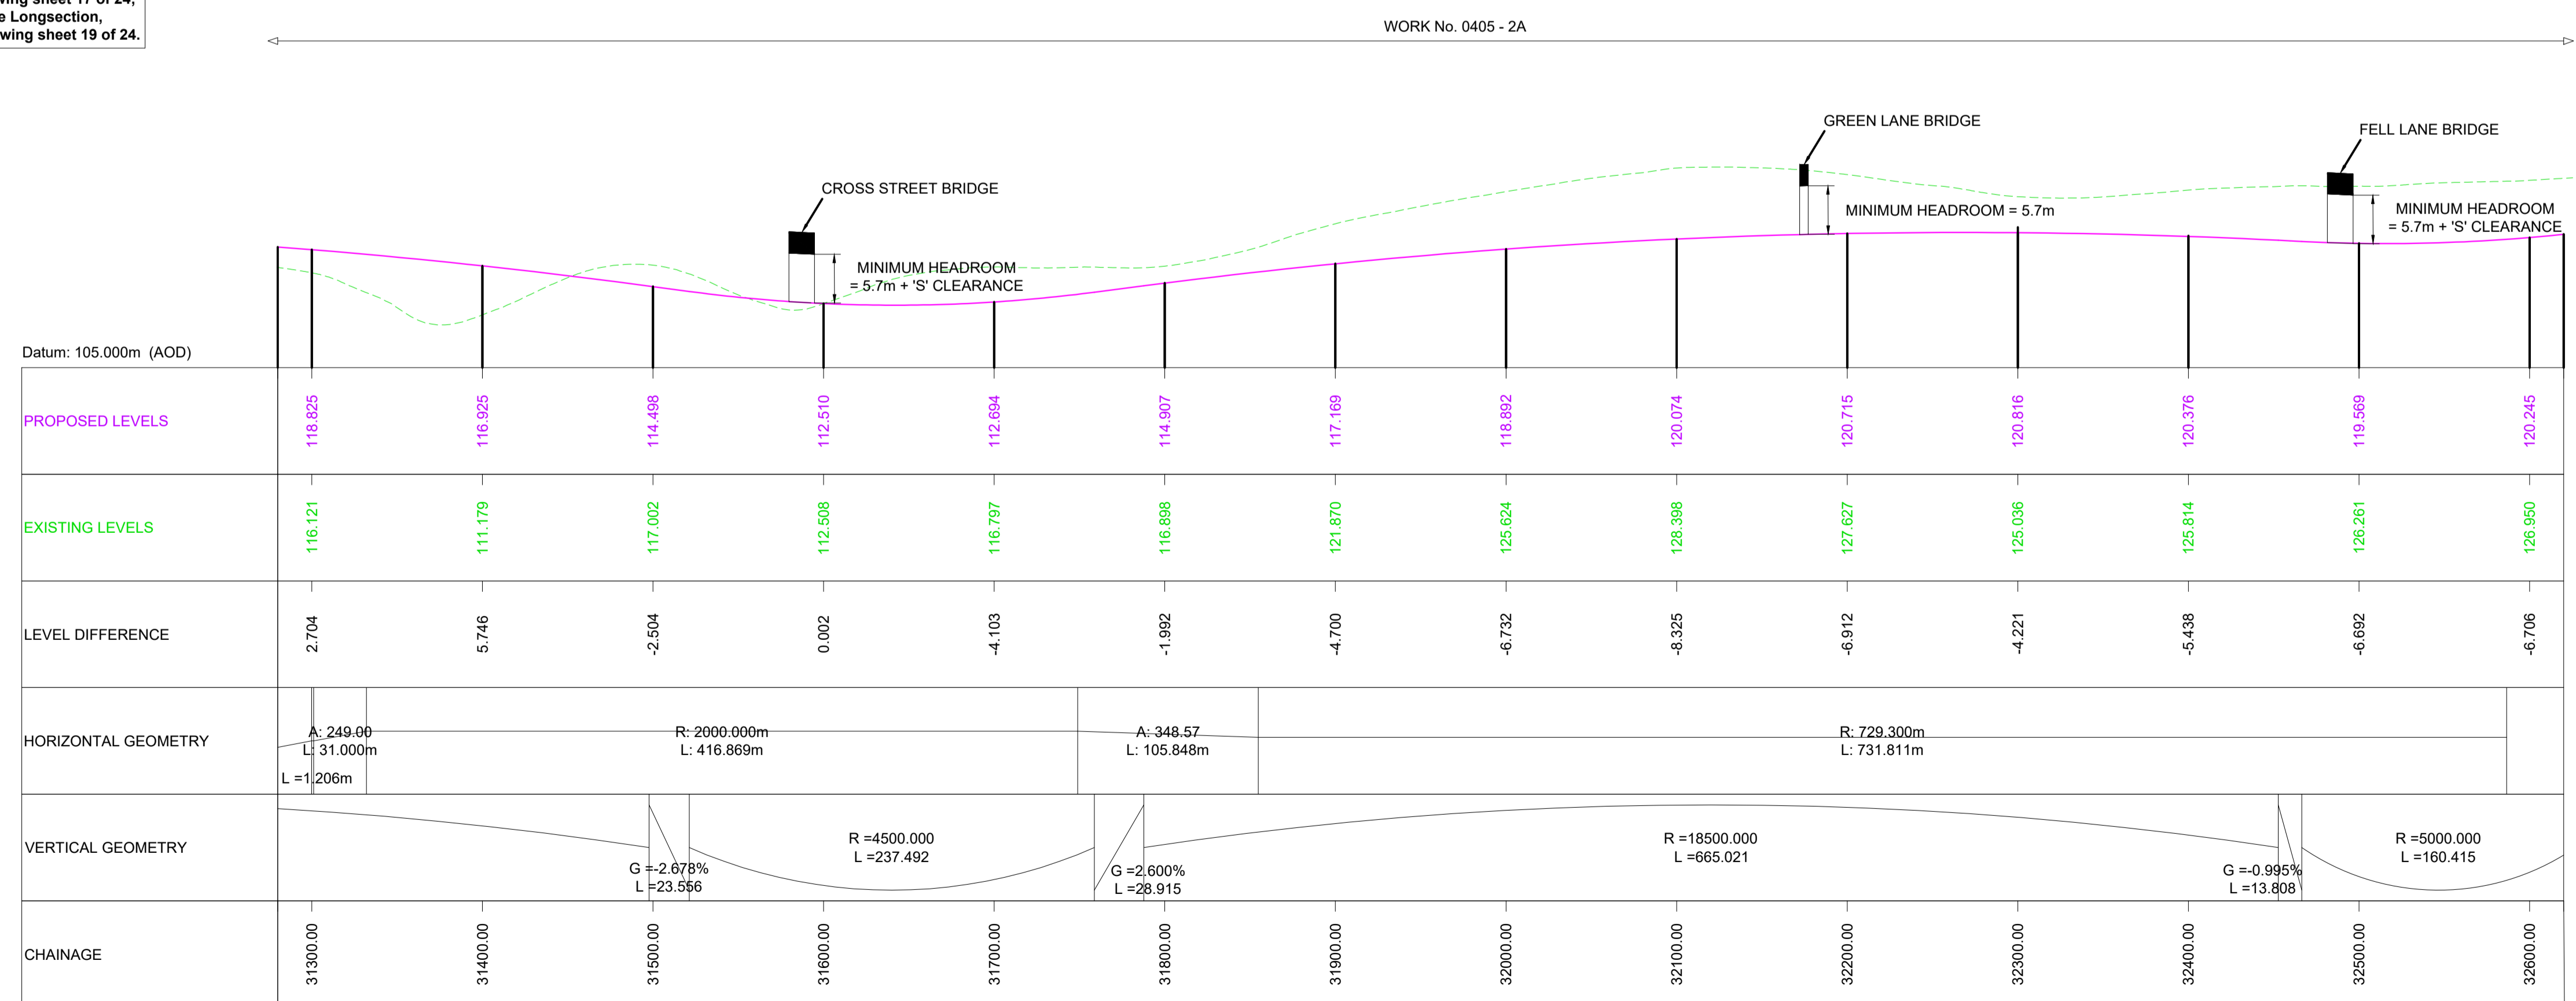 wing sheet 17 of 24,
e Longsection,
wing sheet 19 of 24.
WORK No. 0405 - 2A
GREEN LANE BRIDGE
FELL LANE BRIDGE
CROSS STREET BRIDGE
MINIMUM HEADROOM = 5.7m
MINIMUM HEADROOM
= 5.7m + 'S' CLEARANCE
MINIMUM HEADROOM
= 5.7m + 'S' CLEARANCE
Datum: 105.000m (AOD)
PROPOSED LEVELS
118.825
116.925
114.498
112.510
112.694
114.907
117.169
118.892
120.074
120.715
120.816
120.376
119.569
120.245
EXISTING LEVELS
116.121
111.179
117.002
112.508
116.797
116.898
121.870
125.624
128.398
127.627
125.036
125.814
126.261
126.950
LEVEL DIFFERENCE
2.704
5.746
-2.504
0.002
-4.103
-1.992
-4.700
-6.732
-8.325
-6.912
-4.221
-5.438
-6.692
-6.706
HORIZONTAL GEOMETRY
A: 249.00
L: 31.000m
L =1.206m
R: 2000.000m
L: 416.869m
A: 348.57
L: 105.848m
R: 729.300m
L: 731.811m
VERTICAL GEOMETRY
G =-2.678%
L =23.556
R =4500.000
L =237.492
G =2.600%
L =28.915
R =18500.000
L =665.021
G =-0.995%
L =13.808
R =5000.000
L =160.415
CHAINAGE
31300.00
31400.00
31500.00
31600.00
31700.00
31800.00
31900.00
32000.00
32100.00
32200.00
32300.00
32400.00
32500.00
32600.00